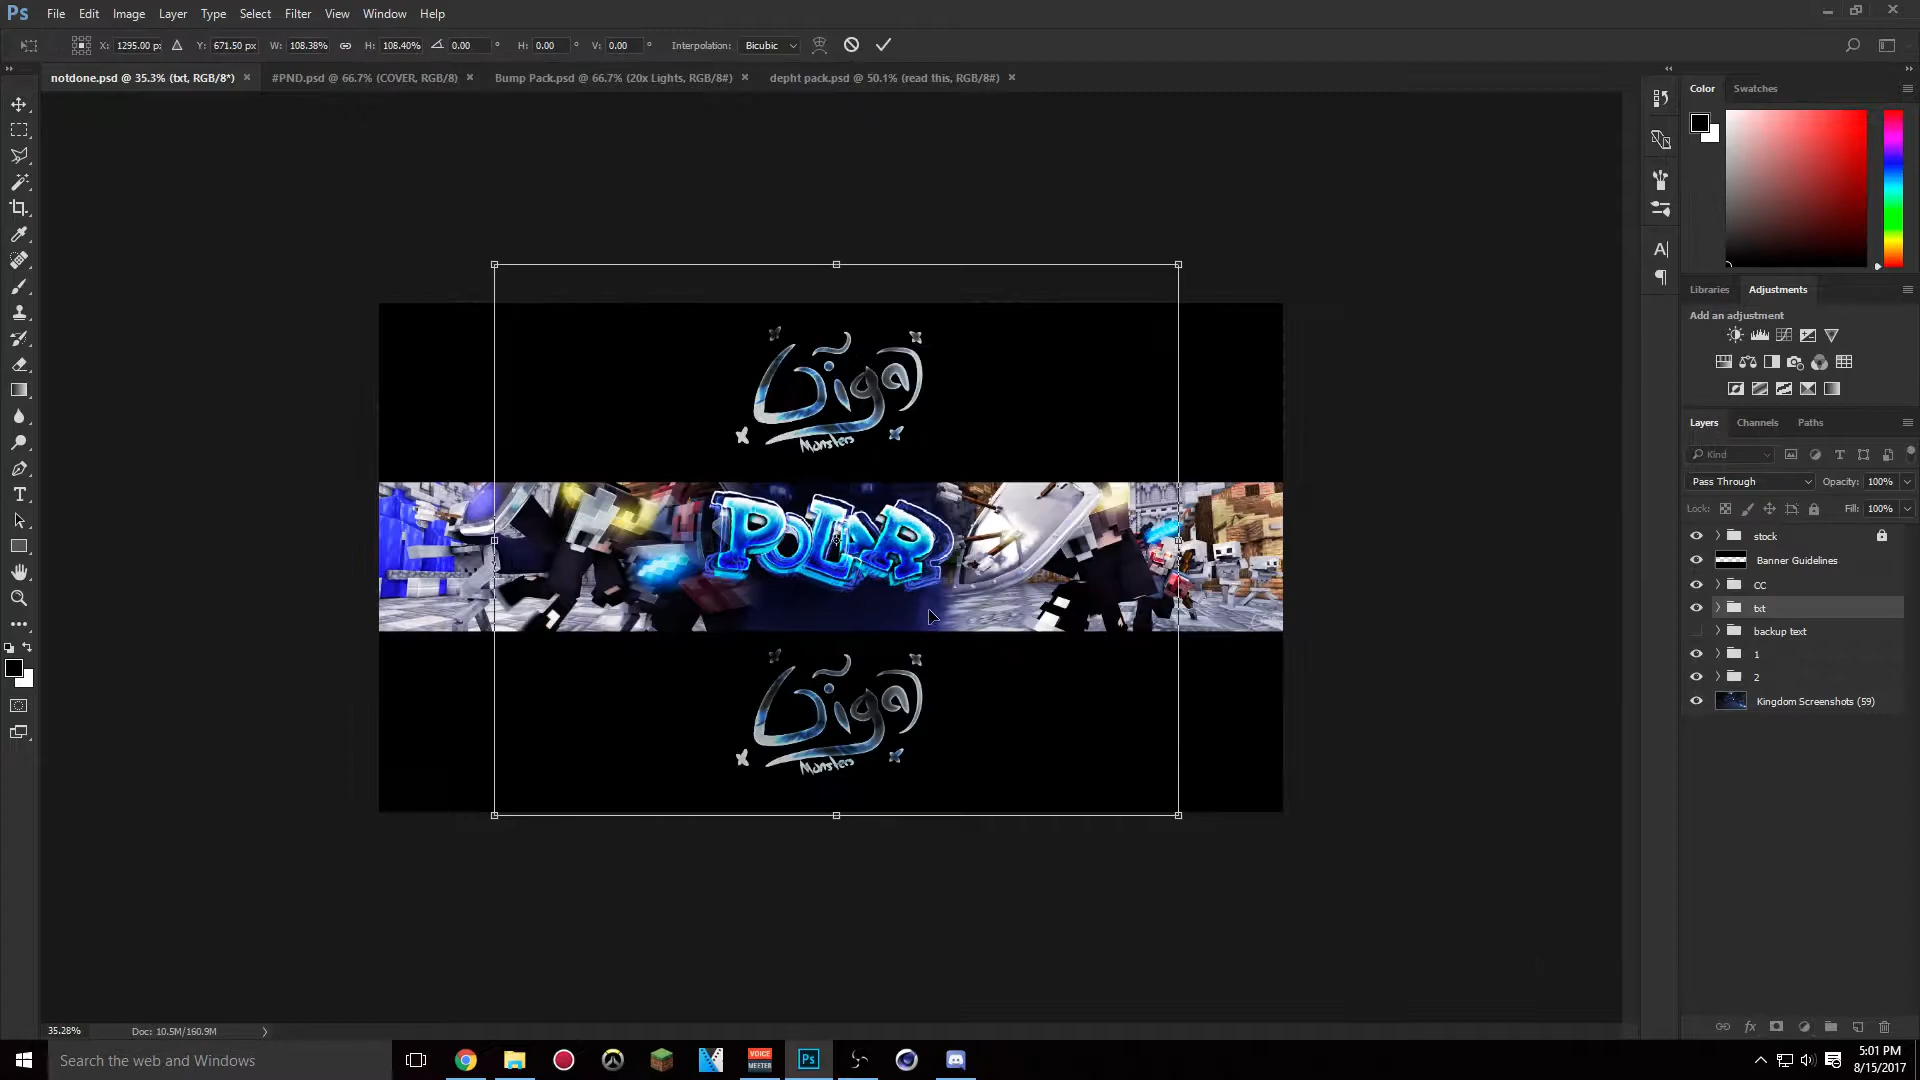 Ps File Edit Image Layer Type Select Filter View Window Help
X: 1295.00 p: Y: 671.50 px W: 108.38% H: 108.40% 0.00 ° H: 0.00 ° V: 0.00 ° Interpolation: Bicubic
notdone.psd @ 35.3% (txt, RGB/8*) × #PND.psd @ 66.7% (COVER, RGB/8) × Bump Pack.psd @ 66.7% (20x Lights, RGB/8#) × depht pack.psd @ 50.1% (read this, RGB/8#) ×
Color Swatches
Libraries Adjustments
Add an adjustment
Monsters
Layers Channels Paths
Kind
Pass Through Opacity: 100%
Lock: Fill: 100%
POLAR
stock
Banner Guidelines
CC
txt
backup text
1
2
Kingdom Screenshots (59)
Monsters
35.28% Doc: 10.5M/160.9M
Search the web and Windows
VOICE
MEETER
Ps
5:01 PM
8/15/2017